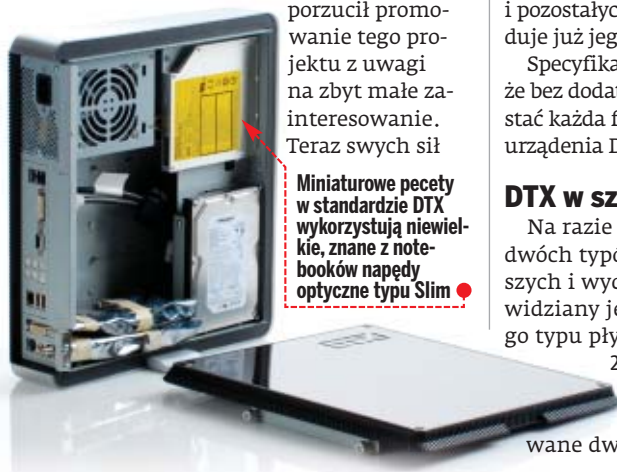 porzucił promo-
wanie tego pro-
jektu z uwagi
na zbyt małe za-
interesowanie.
Teraz swych sił
Miniaturowe pecety
w standardzie DTX
wykorzystują niewiel-
kie, znane z note-
booków napędy
optyczne typu Slim
i pozostałyc
duje już jeg
Specyfika
że bez dodat
stać każda f
urządenia D
DTX w sz
Na razie
dwóch typó
szych i wyd
widziany je
go typu pły
2
wane dw